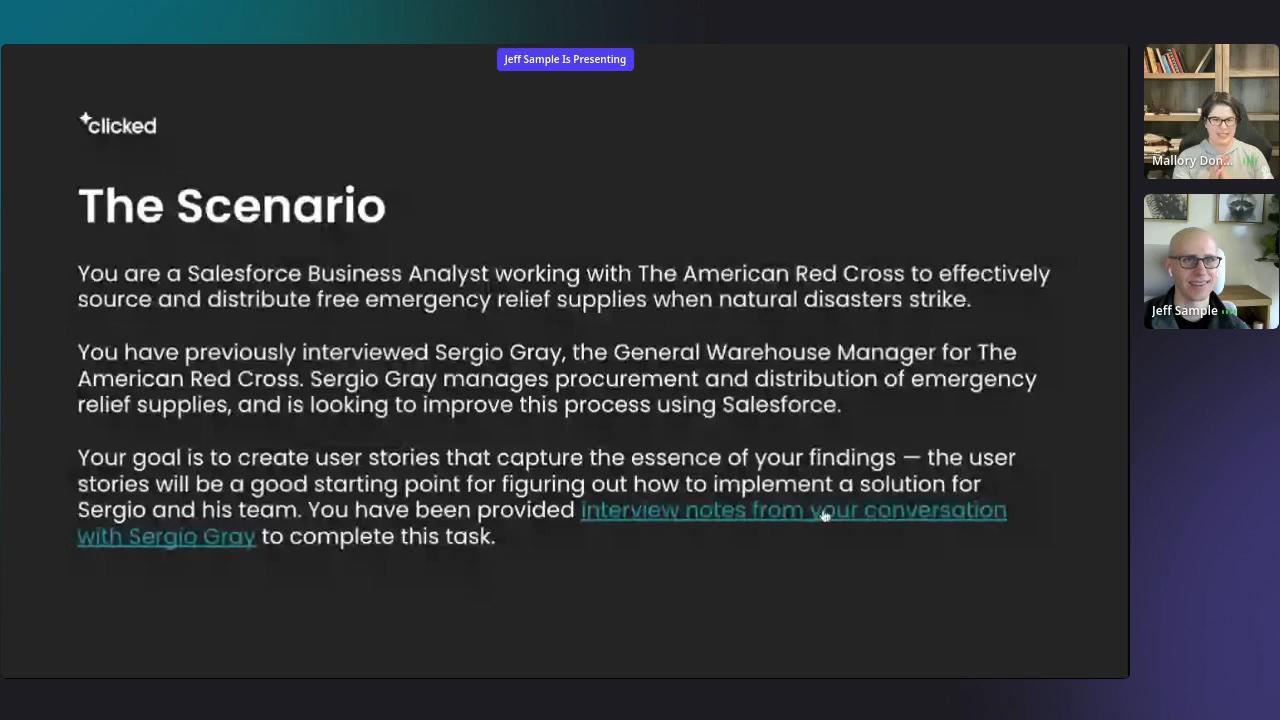 Jeff Sample Is Presenting
clicked
The Scenario
You are a Salesforce Business Analyst working with The American Red Cross to effectively
source and distribute free emergency relief supplies when natural disasters strike.
You have previously interviewed Sergio Gray, the General Warehouse Manager for The
American Red Cross. Sergio Gray manages procurement and distribution of emergency
relief supplies, and is looking to improve this process using Salesforce.
Your goal is to create user stories that capture the essence of your findings — the user
stories will be a good starting point for figuring out how to implement a solution for
Sergio and his team. You have been provided interview notes from your conversation
with Sergio Gray to complete this task.
Mallory Don...
Jeff Sample